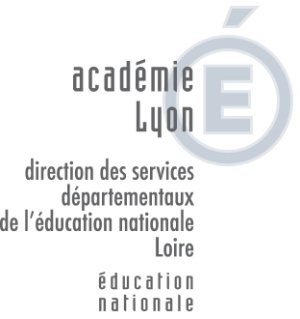 académie
Lyon
É
direction des services
départementaux
de l'éducation nationale
Loire
éducation
nationale